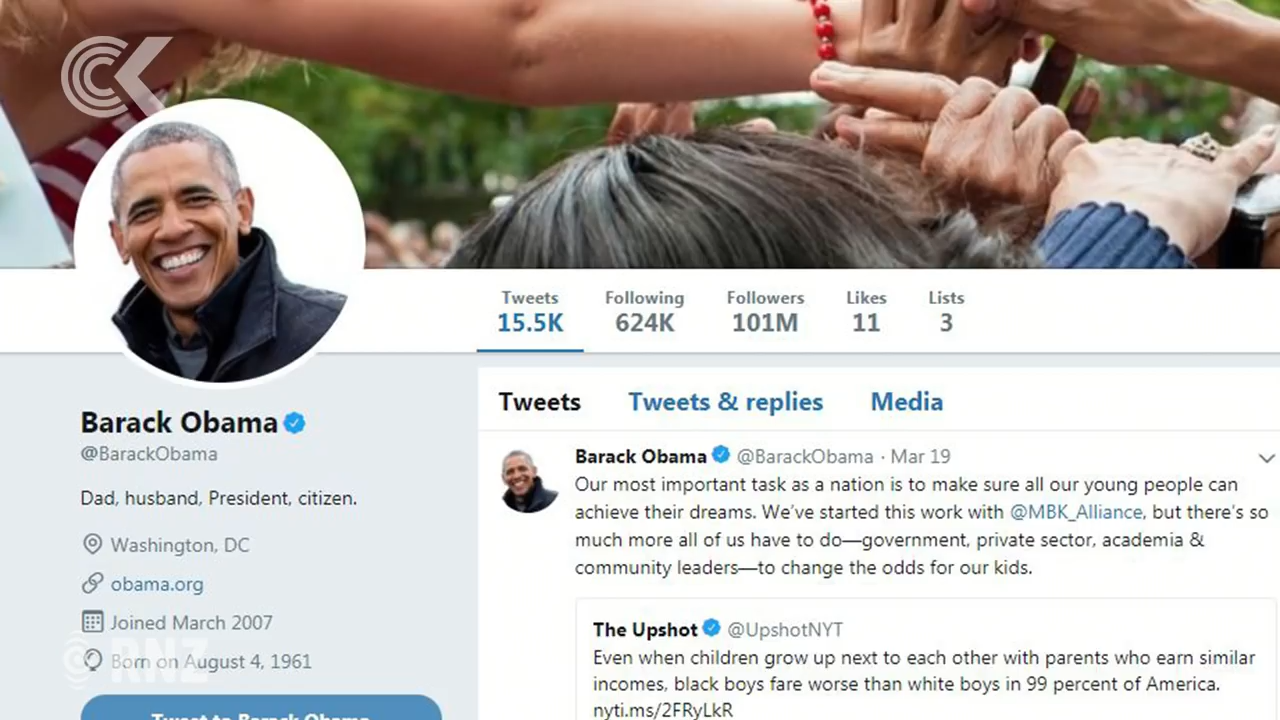 Tweets Following Followers Likes Lists
15.5K 624K 101M 11 3
Barack Obama
@BarackObama
Dad, husband, President, citizen.
Washington, DC
obama.org
Joined March 2007
Born on August 4, 1961
RNZ
Tweet to Barack Obama
Tweets Tweets & replies Media
Barack Obama @BarackObama · Mar 19
Our most important task as a nation is to make sure all our young people can
achieve their dreams. We've started this work with @MBK_Alliance, but there's so
much more all of us have to do—government, private sector, academia &
community leaders—to change the odds for our kids.
The Upshot @UpshotNYT
Even when children grow up next to each other with parents who earn similar
incomes, black boys fare worse than white boys in 99 percent of America.
nyti.ms/2FRyLkR